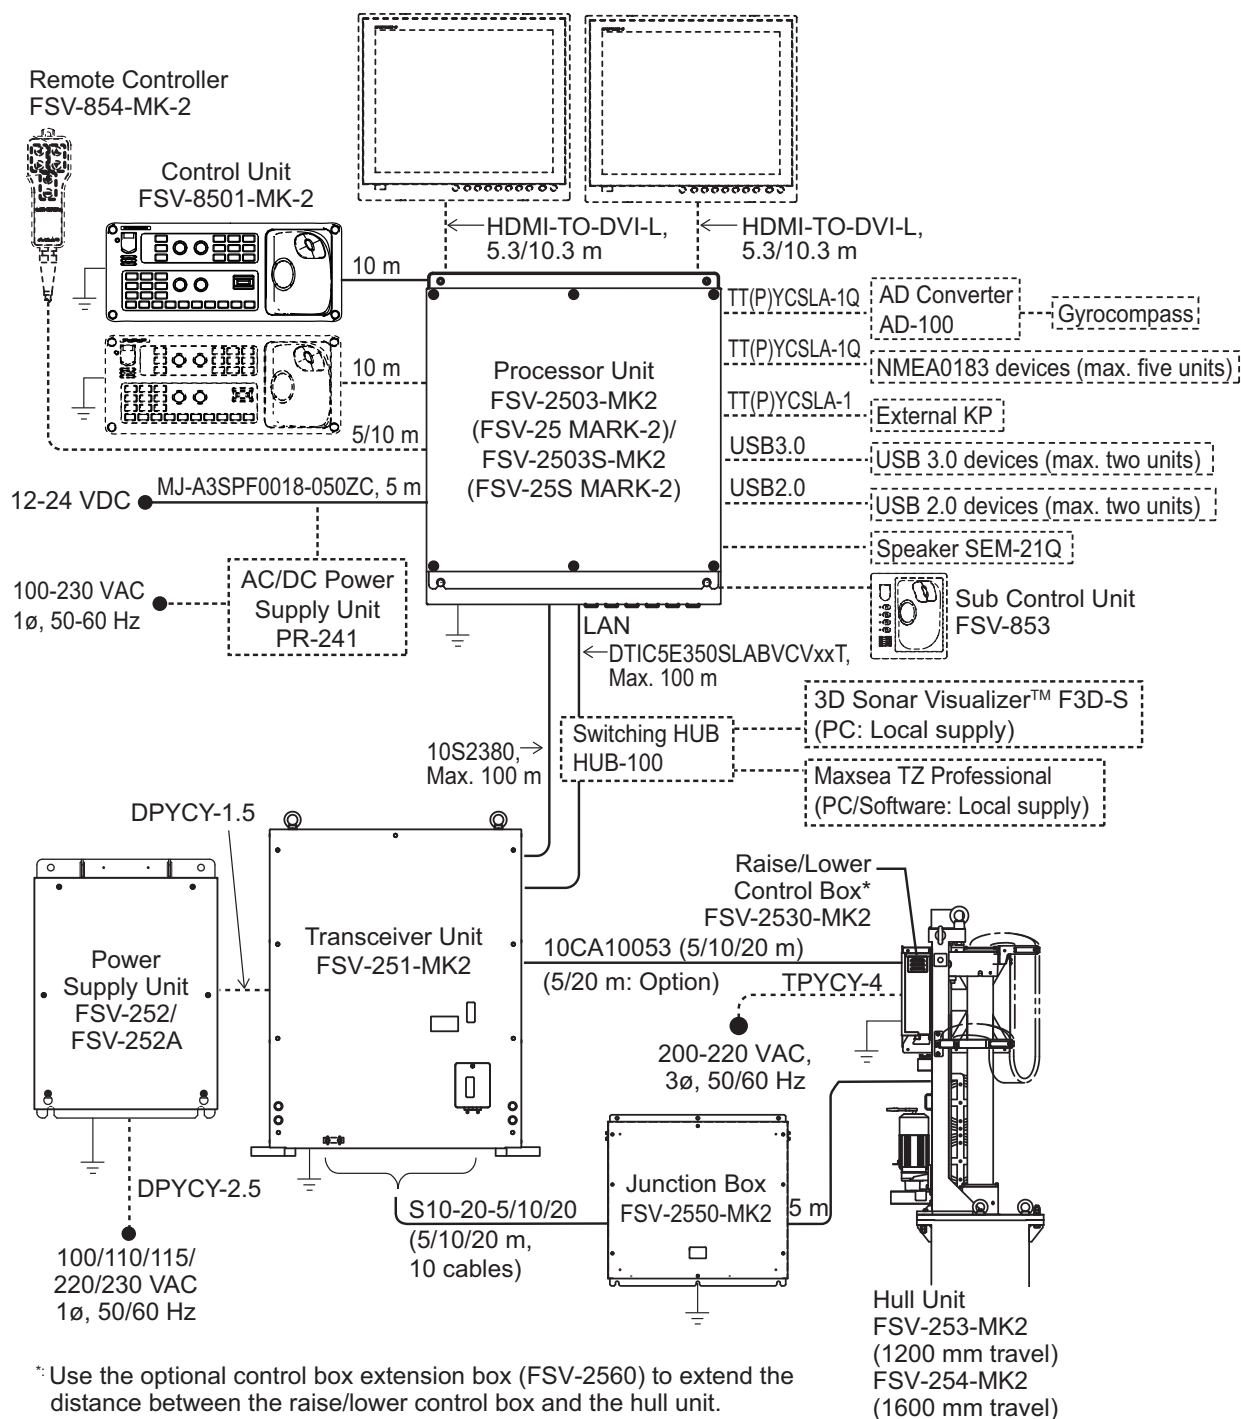 Remote Controller
FSV-854-MK-2
Control Unit
FSV-8501-MK-2
HDMI-TO-DVI-L,
5.3/10.3 m
HDMI-TO-DVI-L,
5.3/10.3 m
10 m
10 m
5/10 m
Processor Unit
FSV-2503-MK2
(FSV-25 MARK-2)/
FSV-2503S-MK2
(FSV-25S MARK-2)
TT(P)YCSLA-1Q
AD Converter
AD-100
Gyrocompass
TT(P)YCSLA-1Q
NMEA0183 devices (max. five units)
TT(P)YCSLA-1
External KP
USB3.0
USB 3.0 devices (max. two units)
USB2.0
USB 2.0 devices (max. two units)
Speaker SEM-21Q
Sub Control Unit
FSV-853
12-24 VDC
MJ-A3SPF0018-050ZC, 5 m
100-230 VAC
1ø, 50-60 Hz
AC/DC Power
Supply Unit
PR-241
LAN
DTIC5E350SLABVCVxxT,
Max. 100 m
10S2380,
Max. 100 m
Switching HUB
HUB-100
3D Sonar Visualizer™ F3D-S
(PC: Local supply)
Maxsea TZ Professional
(PC/Software: Local supply)
DPYCY-1.5
Power
Supply Unit
FSV-252/
FSV-252A
Transceiver Unit
FSV-251-MK2
Raise/Lower
Control Box*
FSV-2530-MK2
10CA10053 (5/10/20 m)
(5/20 m: Option)
TPYCY-4
200-220 VAC,
3ø, 50/60 Hz
DPYCY-2.5
100/110/115/
220/230 VAC
1ø, 50/60 Hz
S10-20-5/10/20
(5/10/20 m,
10 cables)
Junction Box
FSV-2550-MK2
5 m
Hull Unit
FSV-253-MK2
(1200 mm travel)
FSV-254-MK2
(1600 mm travel)
*: Use the optional control box extension box (FSV-2560) to extend the
distance between the raise/lower control box and the hull unit.